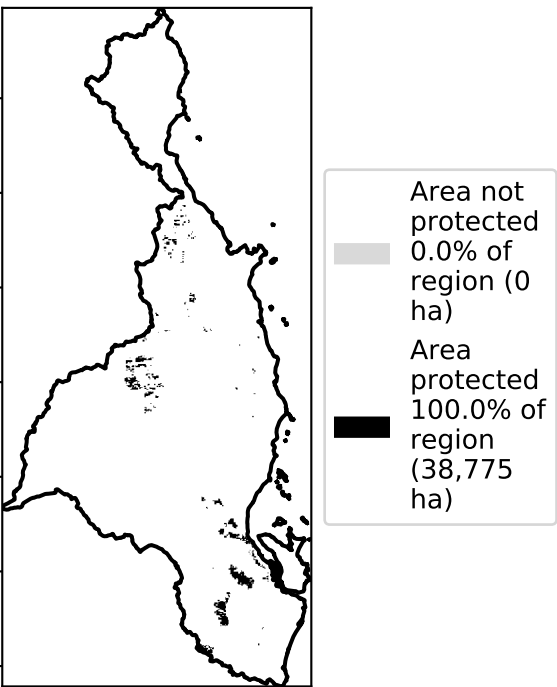 Area not
protected
0.0% of
region (0
ha)
Area
protected
100.0% of
region
(38,775
ha)